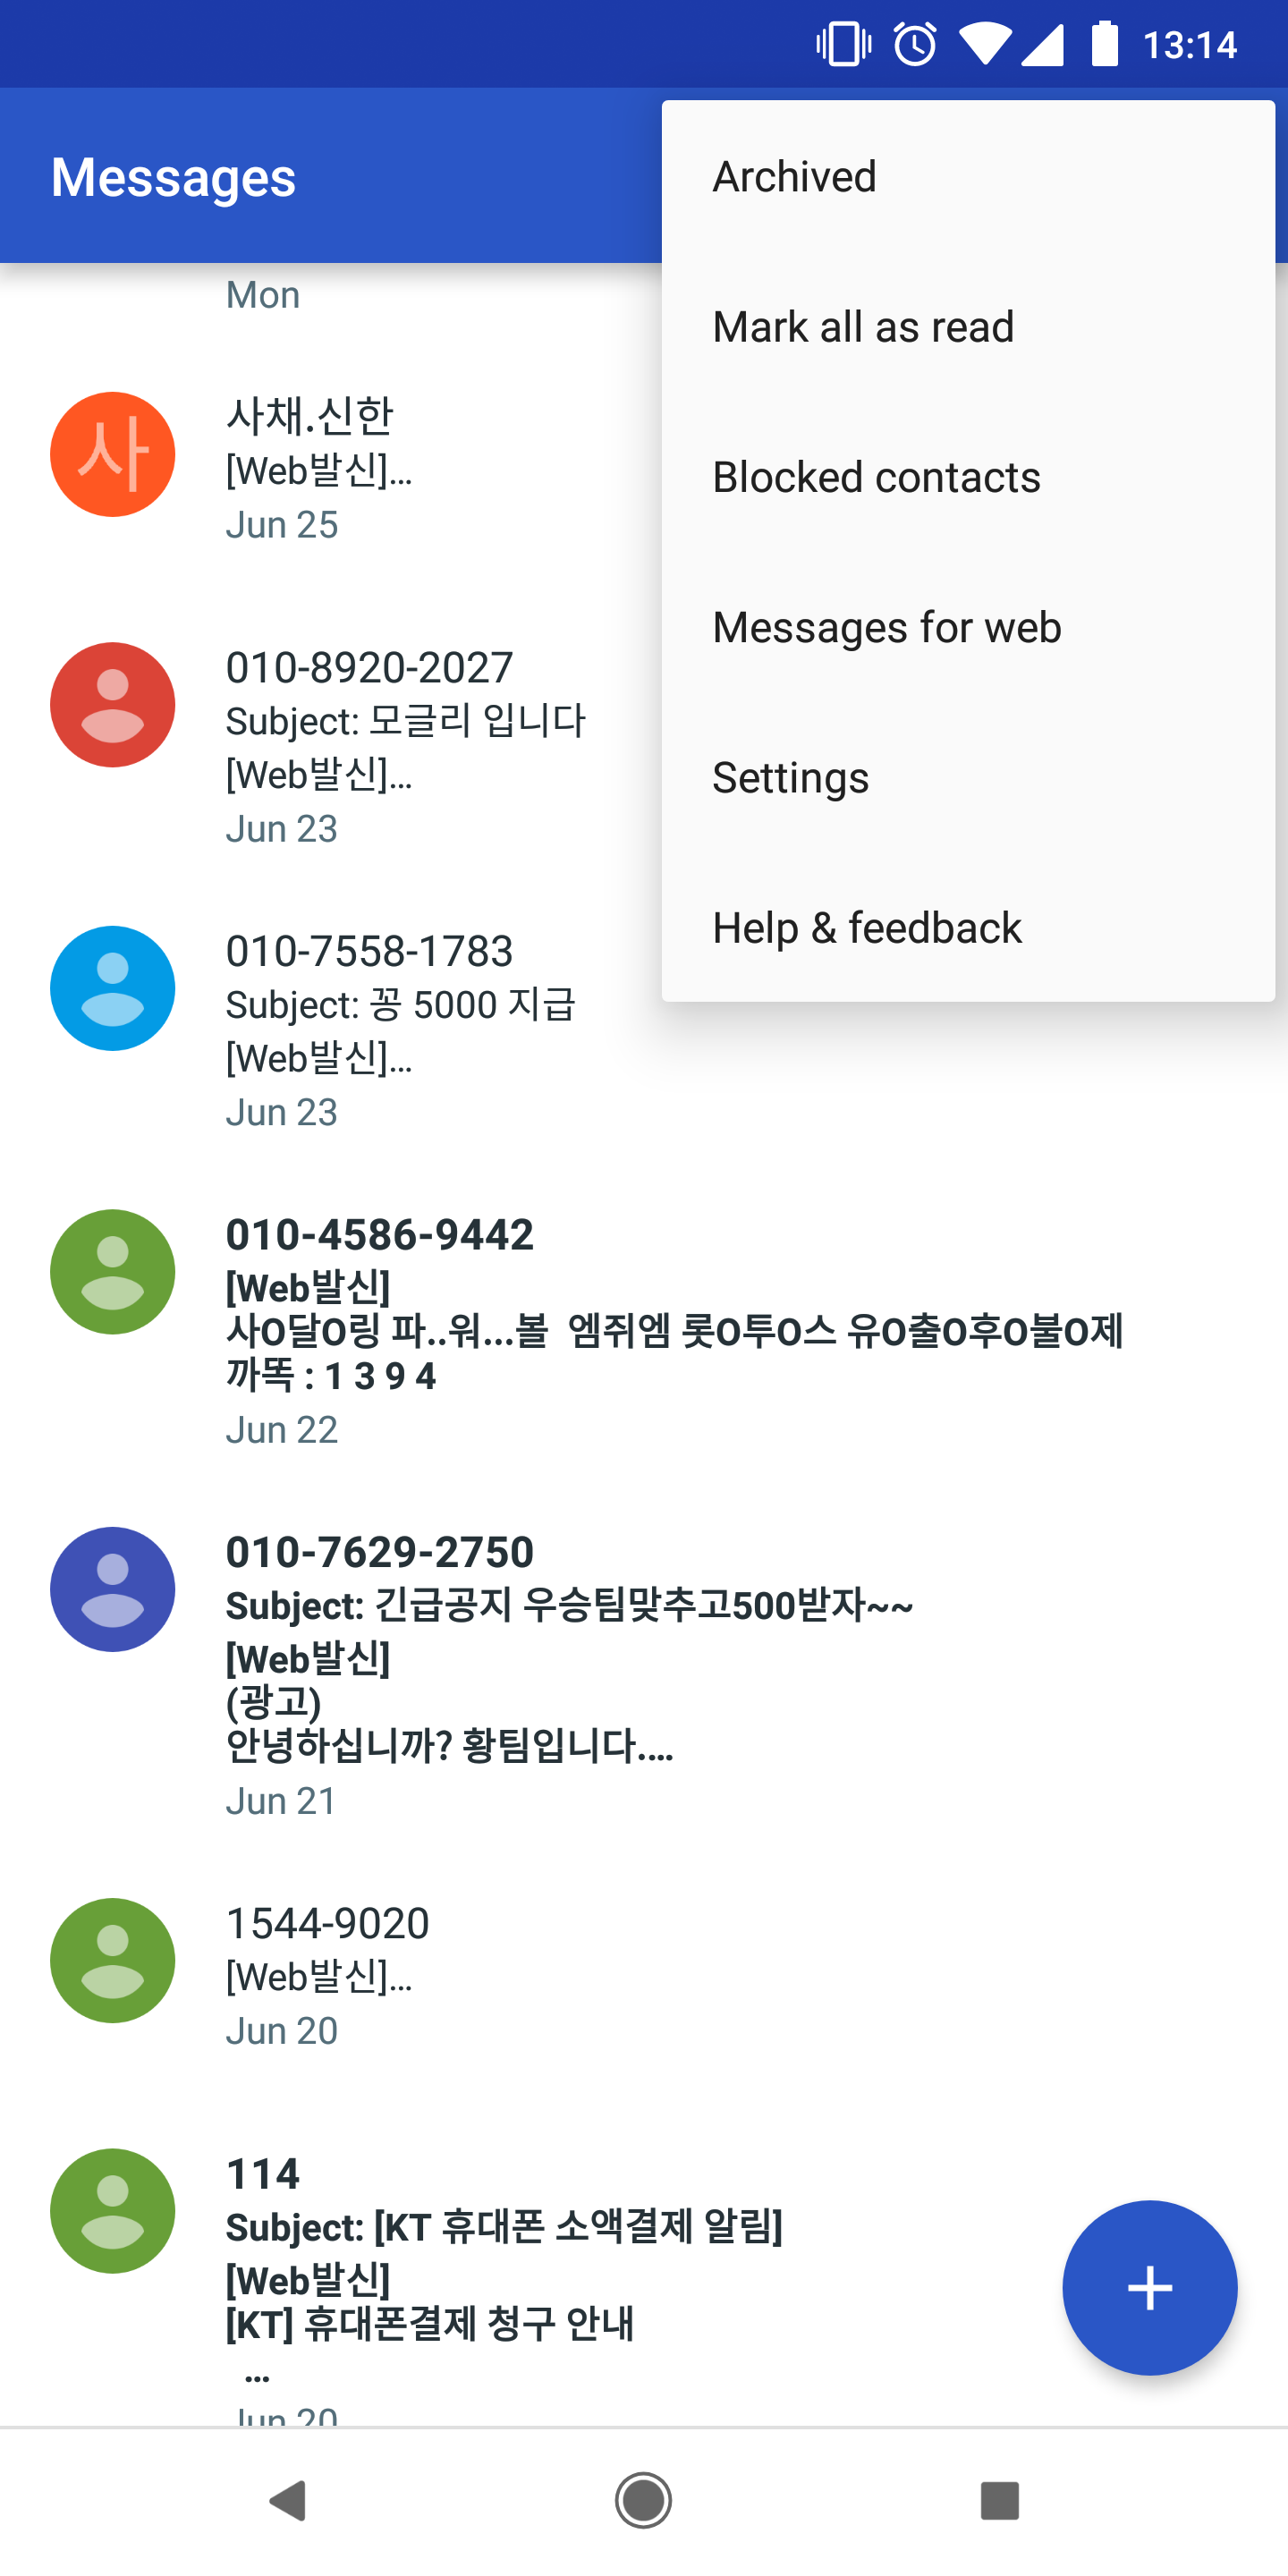 13:14
Messages
Archived
Mark all as read
Blocked contacts
Messages for web
Settings
Help & feedback
Mon
사
사채.신한
[Web발신]...
Jun 25
010-8920-2027
Subject: 모글리 입니다
[Web발신]...
Jun 23
010-7558-1783
Subject: 꽁 5000 지급
[Web발신]...
Jun 23
010-4586-9442
[Web발신]
사O달O링 파..워...볼 엠쥐엠 롯O투O스 유O출O후O불O제
까똑 : 1 3 9 4
Jun 22
010-7629-2750
Subject: 긴급공지 우승팀맞추고500받자~~
[Web발신]
(광고)
안녕하십니까? 황팀입니다....
Jun 21
1544-9020
[Web발신]...
Jun 20
114
Subject: [KT 휴대폰 소액결제 알림]
[Web발신]
[KT] 휴대폰결제 청구 안내
...
Jun 20